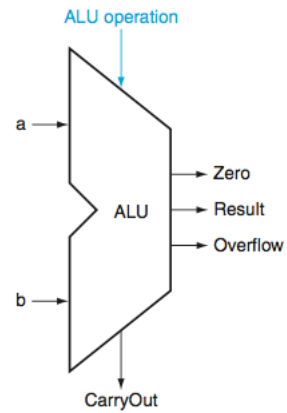 ALU operation
a
Zero
ALU
Result
Overflow
b
CarryOut